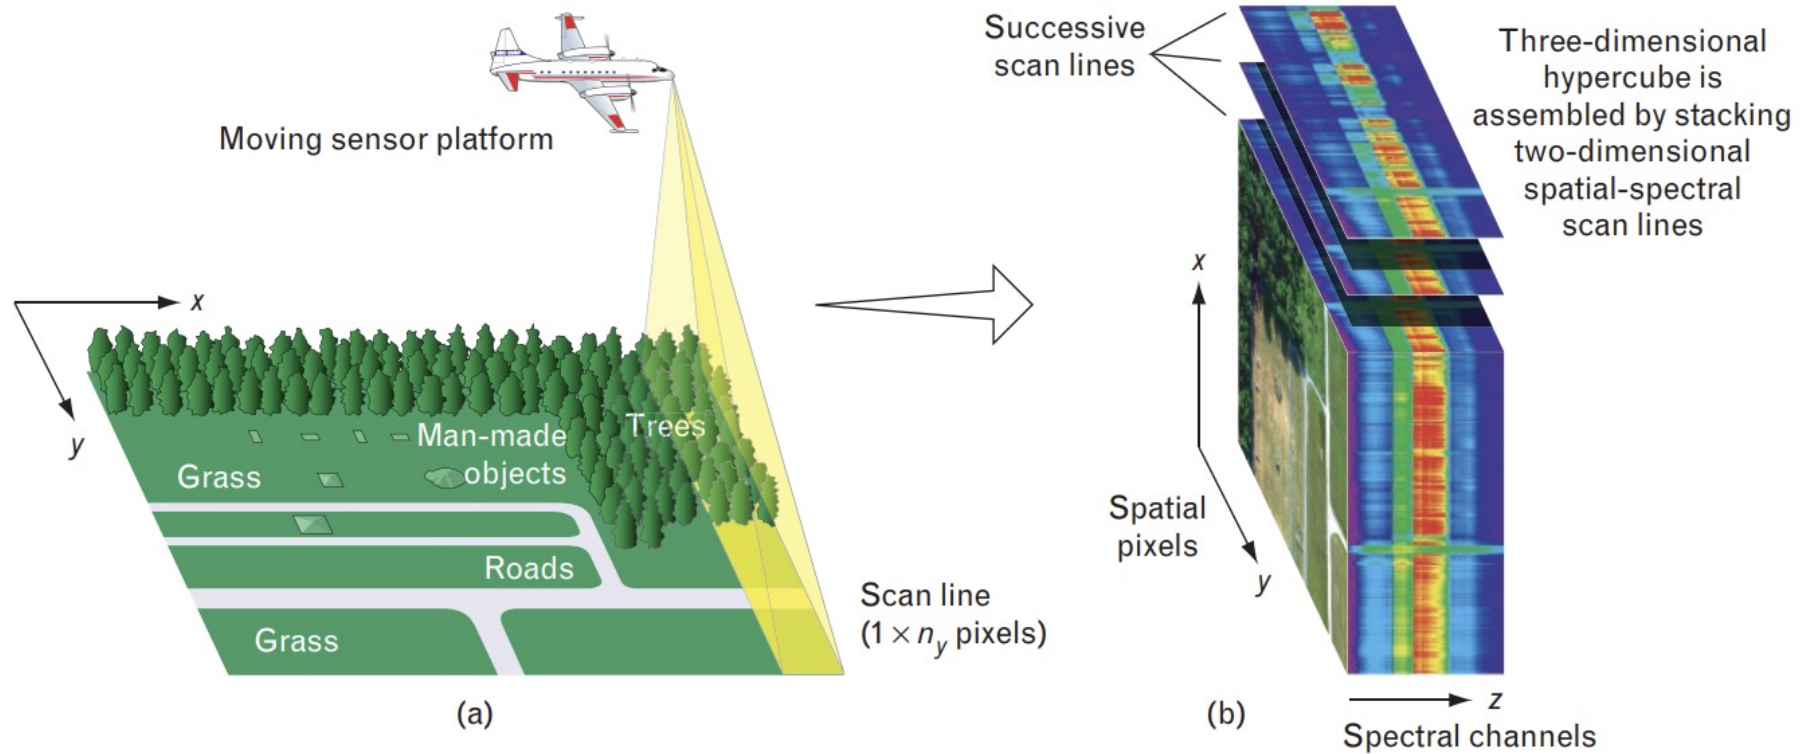 Moving sensor platform
x
y
Man-made
objects
Trees
Grass
Roads
Grass
Scan line
(1 × n_y pixels)
(a)
Successive
scan lines
Three-dimensional
hypercube is
assembled by stacking
two-dimensional
spatial-spectral
scan lines
x
Spatial
pixels
y
z
Spectral channels
(b)